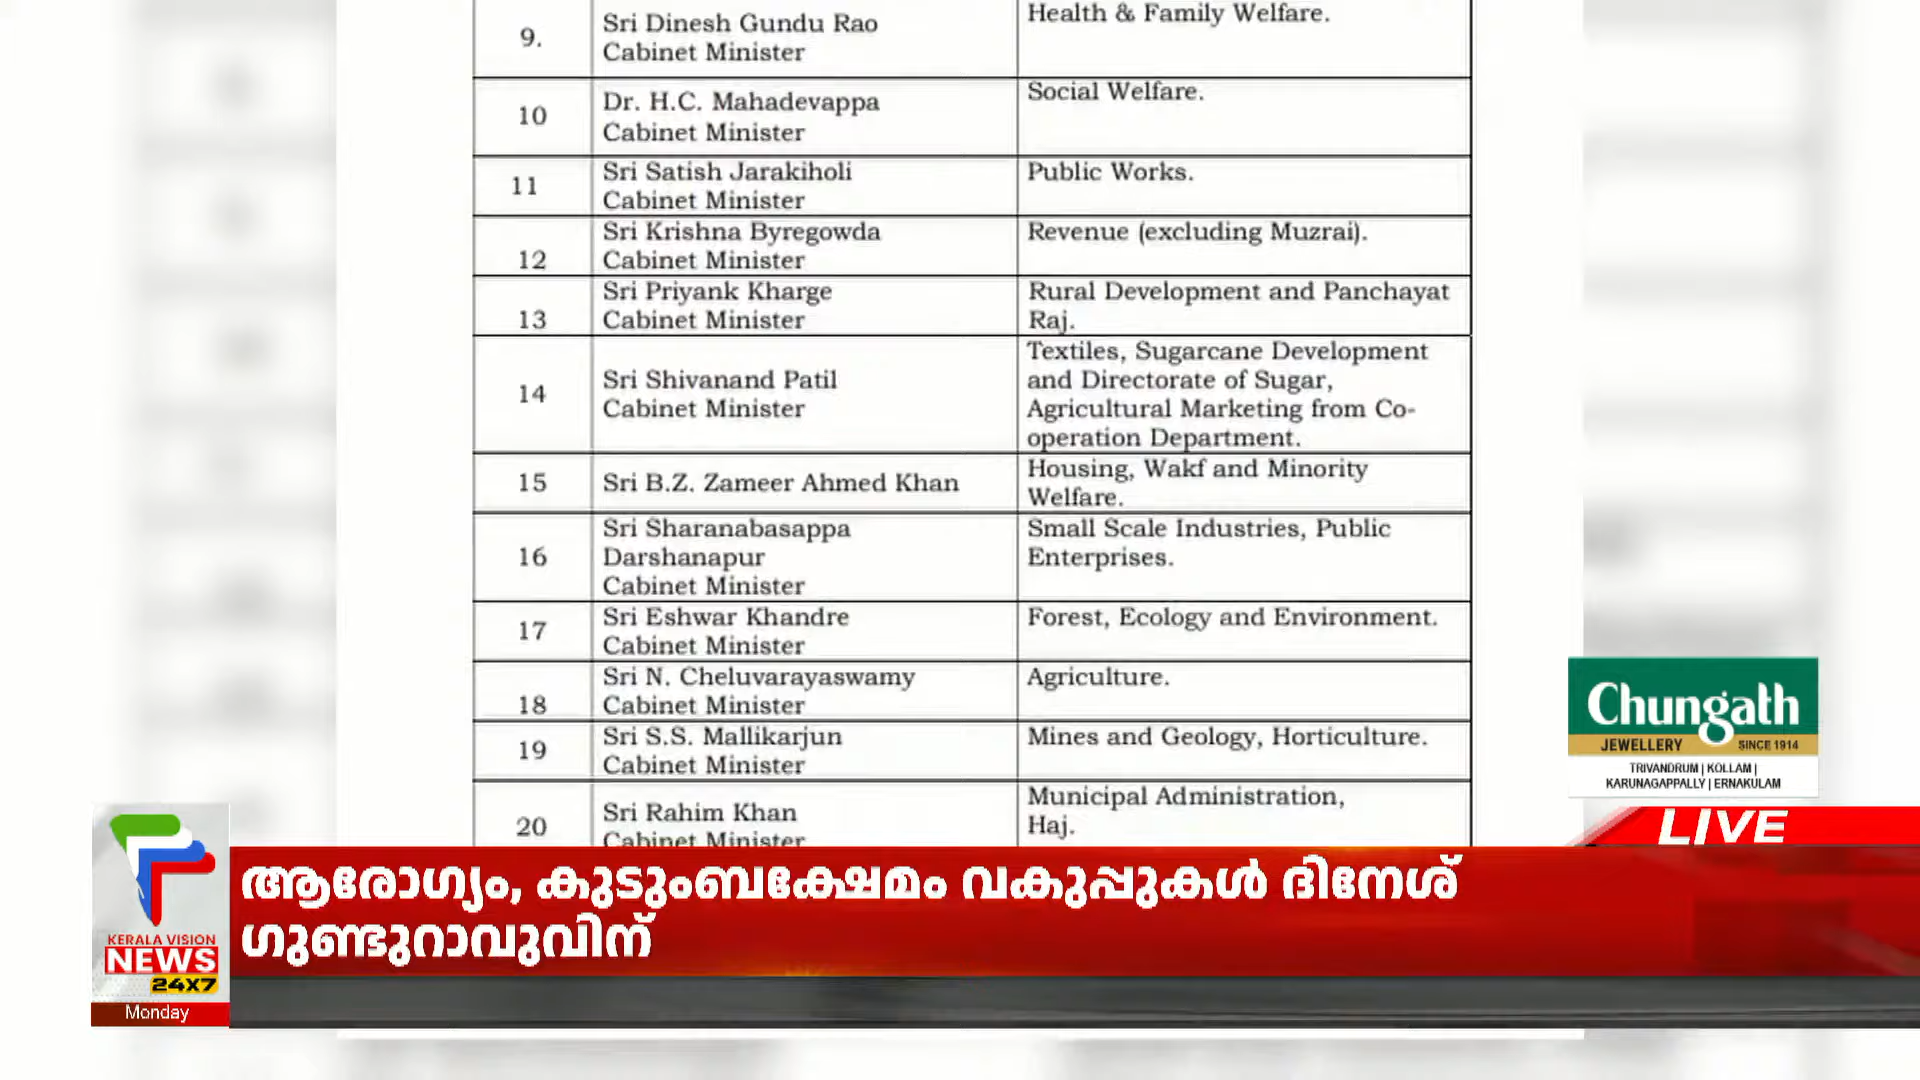 9.
Sri Dinesh Gundu Rao
Cabinet Minister
Health & Family Welfare.
10
Dr. H.C. Mahadevappa
Cabinet Minister
Social Welfare.
11
Sri Satish Jarakiholi
Cabinet Minister
Public Works.
12
Sri Krishna Byregowda
Cabinet Minister
Revenue (excluding Muzrai).
13
Sri Priyank Kharge
Cabinet Minister
Rural Development and Panchayat
Raj.
14
Sri Shivanand Patil
Cabinet Minister
Textiles, Sugarcane Development
and Directorate of Sugar,
Agricultural Marketing from Co-
operation Department.
15
Sri B.Z. Zameer Ahmed Khan
Housing, Wakf and Minority
Welfare.
16
Sri Sharanabasappa
Darshanapur
Cabinet Minister
Small Scale Industries, Public
Enterprises.
17
Sri Eshwar Khandre
Cabinet Minister
Forest, Ecology and Environment.
18
Sri N. Cheluvarayaswamy
Cabinet Minister
Agriculture.
19
Sri S.S. Mallikarjun
Cabinet Minister
Mines and Geology, Horticulture.
20
Sri Rahim Khan
Cabinet Minister
Municipal Administration,
Haj.
Chungath
JEWELLERY SINCE 1914
TRIVANDRUM | KOLLAM |
KARUNAGAPPALLY | ERNAKULAM
LIVE
ആരോഗ്യം, കുടുംബക്ഷേമം വകുപ്പുകൾ ദിനേശ്
ഗുണ്ടുറാവുവിന്
KERALA VISION
NEWS
24X7
Monday